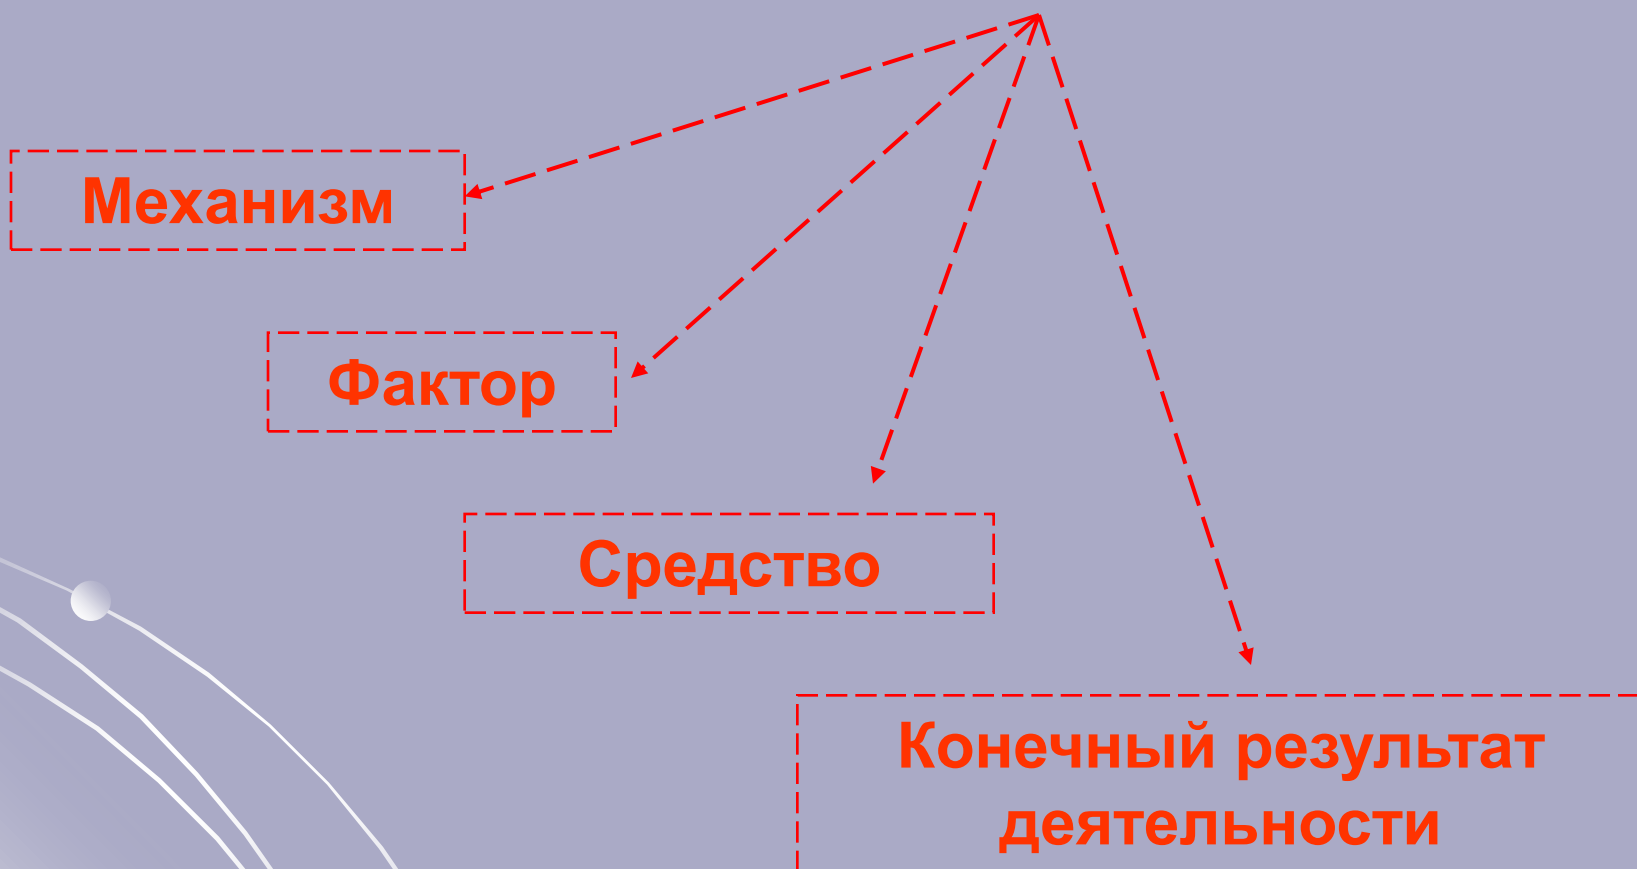 Механизм
Фактор
Средство
Конечный результат
деятельности